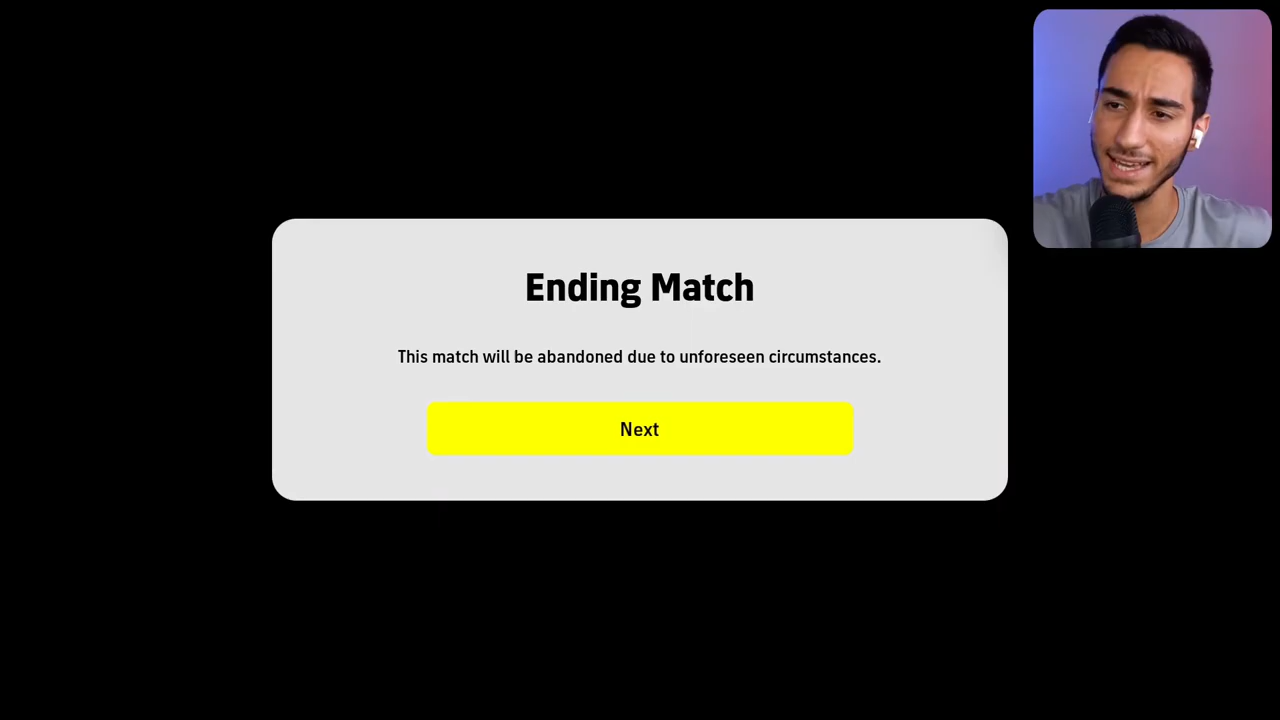 Ending Match
This match will be abandoned due to unforeseen circumstances.
Next